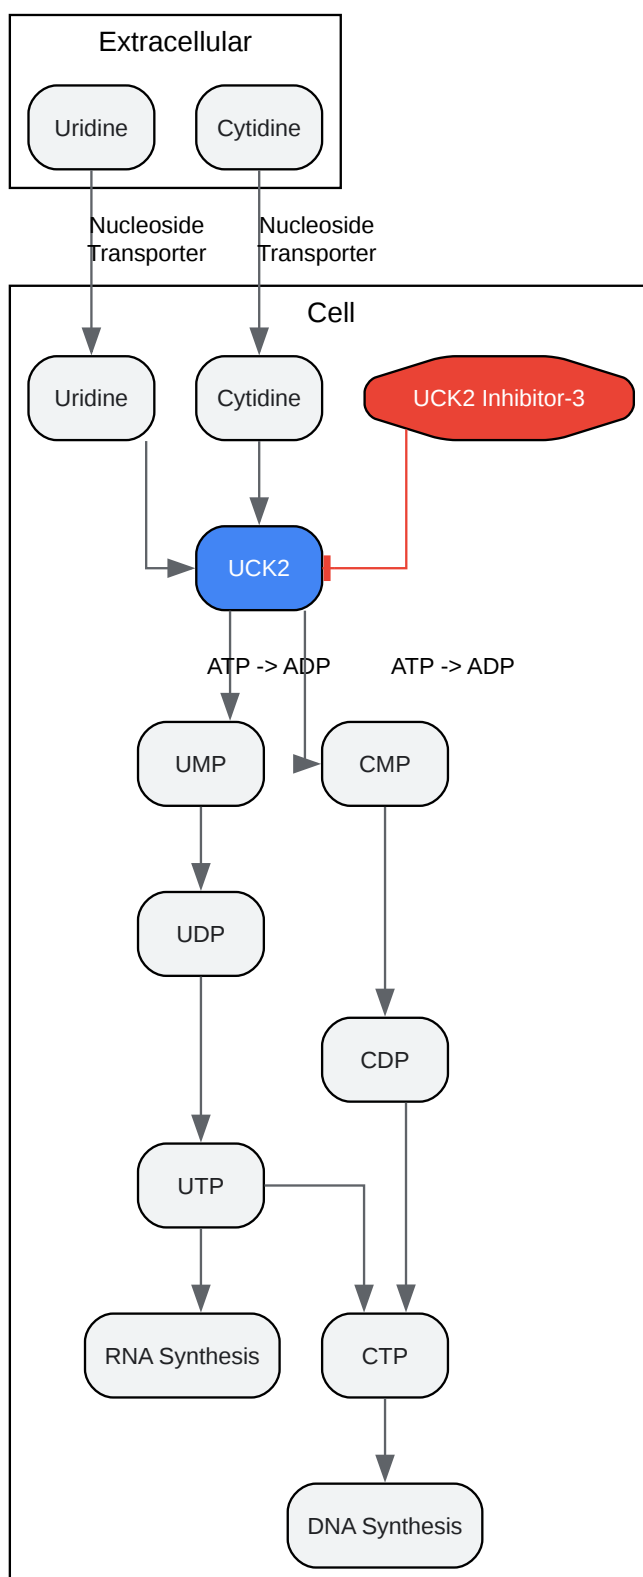 Extracellular
Uridine
Cytidine
Nucleoside
Transporter
Nucleoside
Transporter
Cell
Uridine
Cytidine
UCK2 Inhibitor-3
UCK2
ATP -> ADP
ATP -> ADP
UMP
CMP
UDP
CDP
UTP
RNA Synthesis
CTP
DNA Synthesis